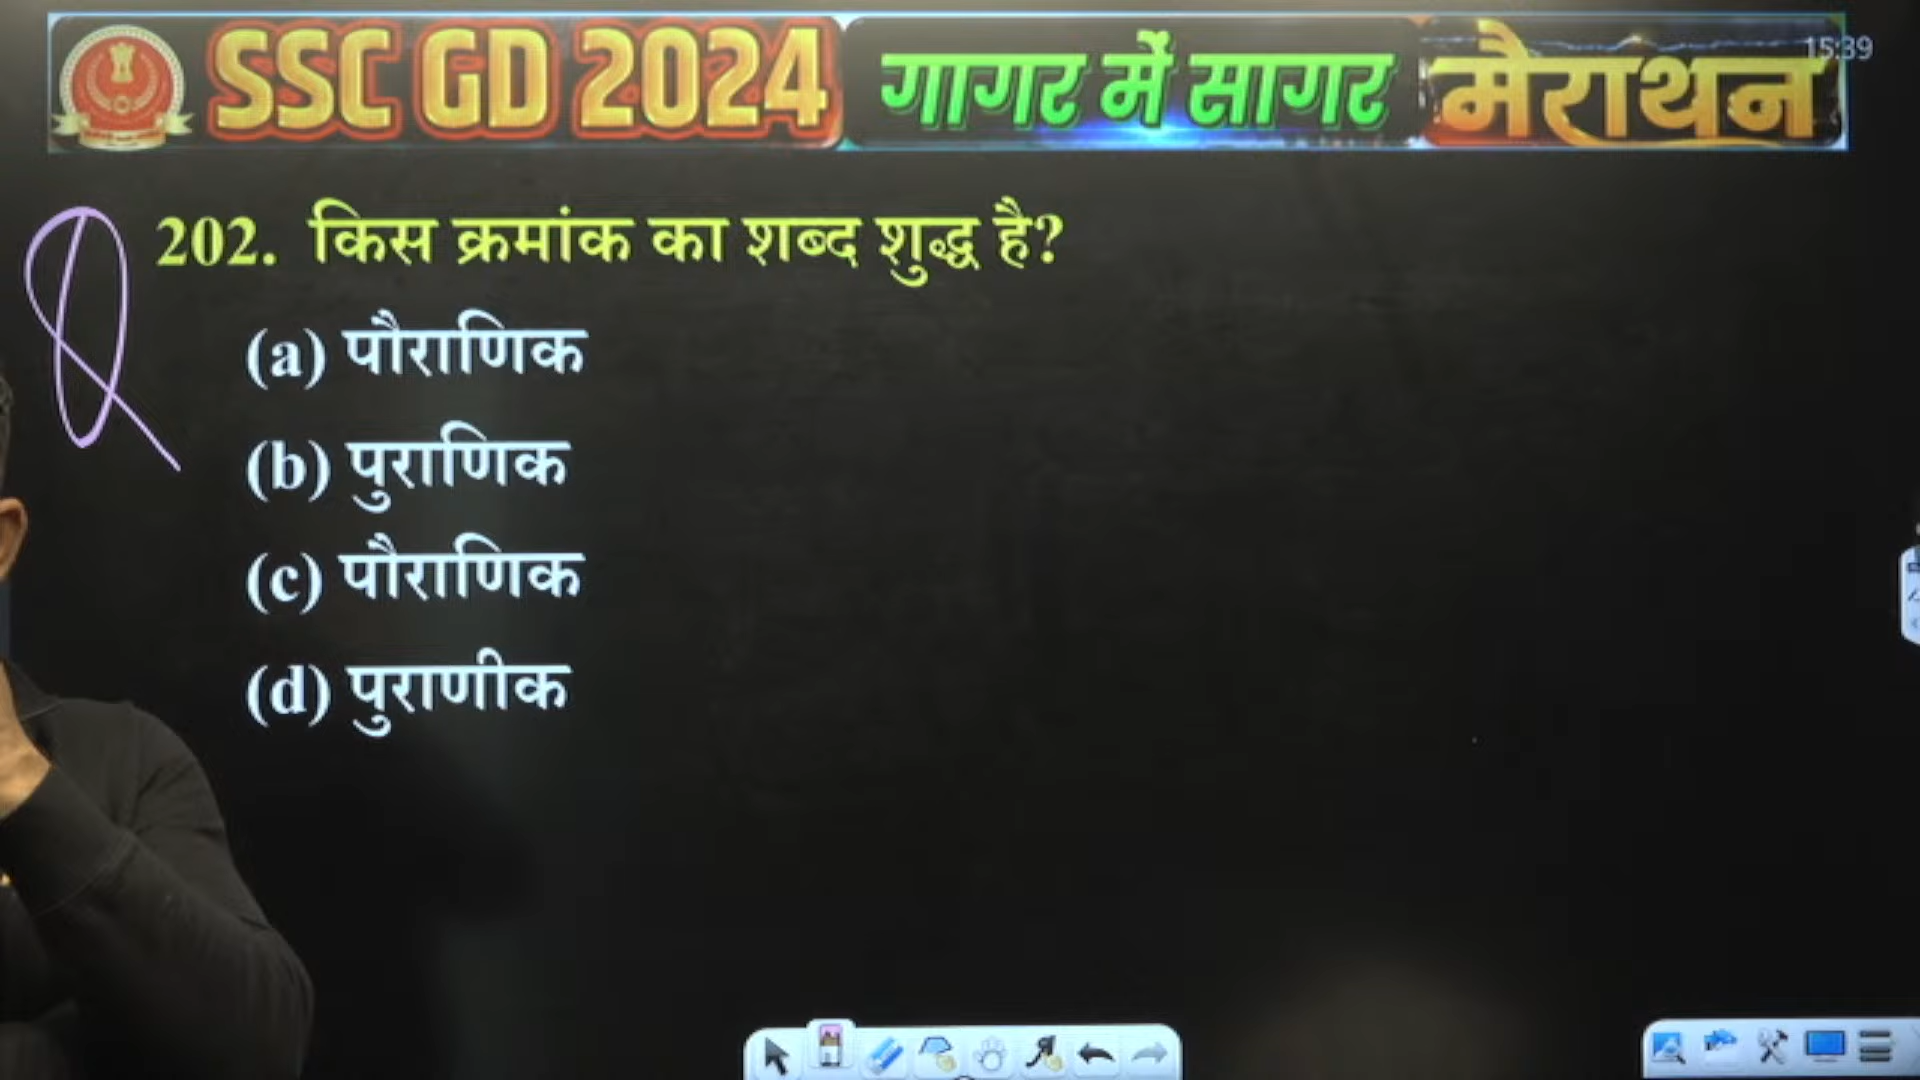 SSC GD 2024 गागर में सागर मैराथन
15:39
202. किस क्रमांक का शब्द शुद्ध है?
(a) पौराणिक
(b) पुराणिक
(c) पौराणिक
(d) पुराणीक